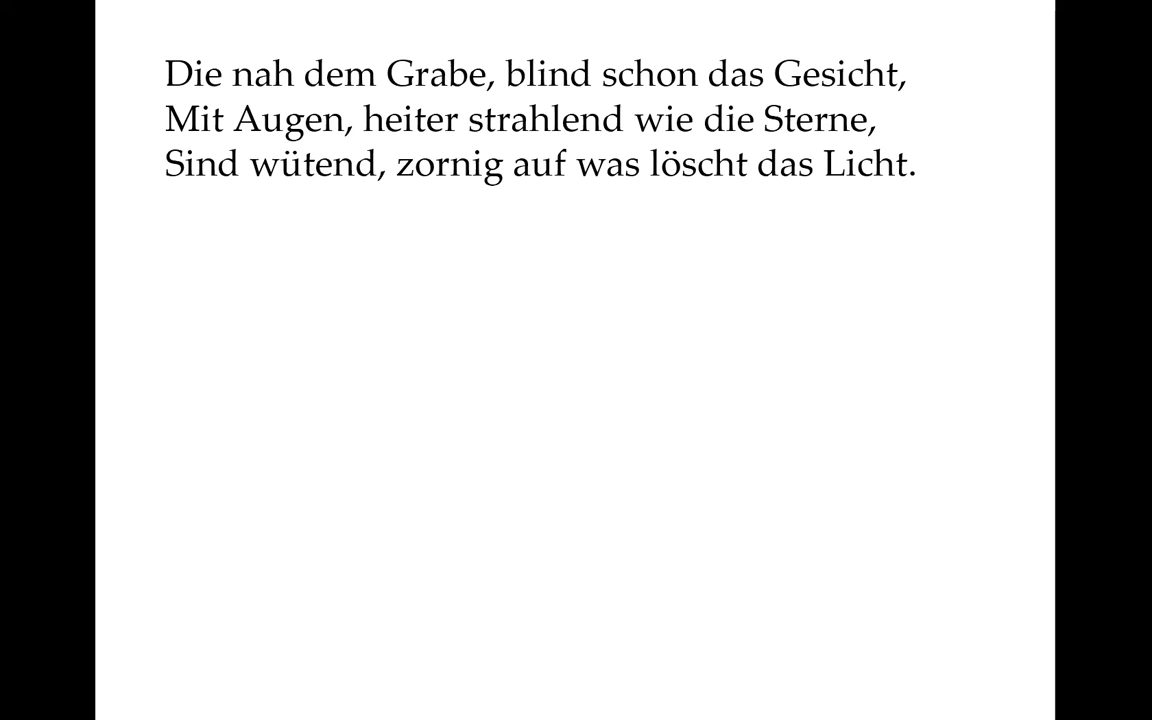 Die nah dem Grabe, blind schon das Gesicht,
Mit Augen, heiter strahlend wie die Sterne,
Sind wütend, zornig auf was löscht das Licht.